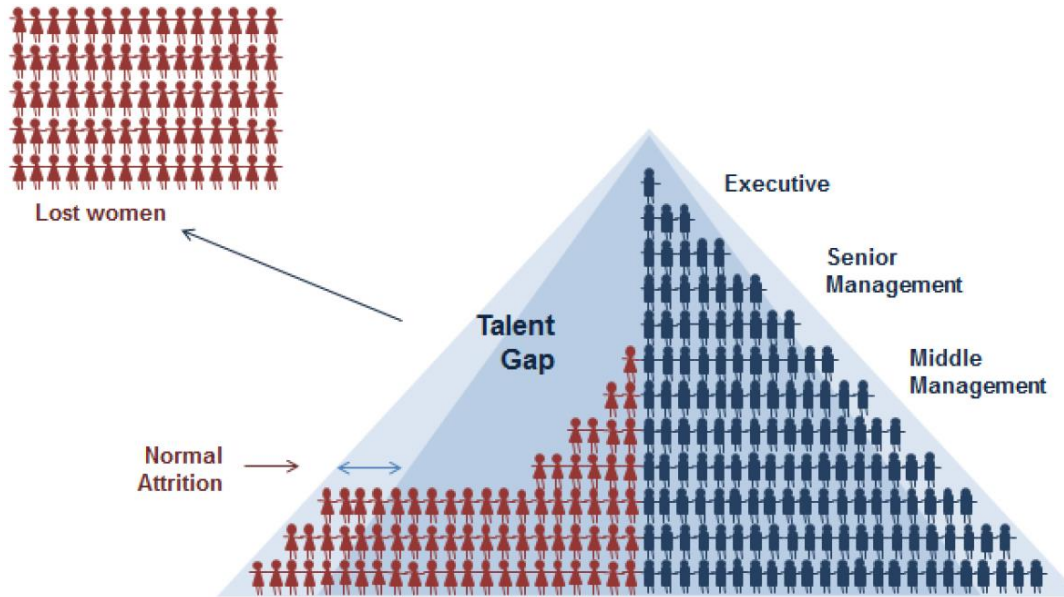 Lost women
Executive
Senior
Management
Talent
Gap
Middle
Management
Normal
Attrition